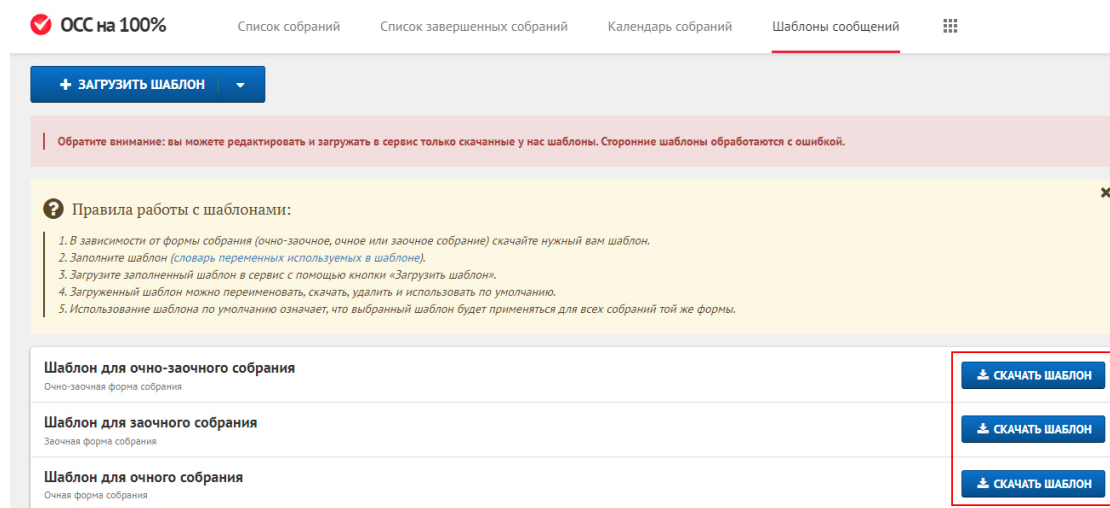 ОСС на 100%
Список собраний
Список завершенных собраний
Календарь собраний
Шаблоны сообщений
ЗАГРУЗИТЬ ШАБЛОН
Обратите внимание: вы можете редактировать и загружать в сервис только скачанные у нас шаблоны. Сторонние шаблоны обработаются с ошибкой.
Правила работы с шаблонами:
1. В зависимости от формы собрания (очно-заочное, очное или заочное собрание) скачайте нужный вам шаблон.
2. Заполните шаблон (словарь переменных используемых в шаблоне).
3. Загрузите заполненный шаблон в сервис с помощью кнопки «Загрузить шаблон».
4. Загруженный шаблон можно переименовать, скачать, удалить и использовать по умолчанию.
5. Использование шаблона по умолчанию означает, что выбранный шаблон будет применяться для всех собраний той же формы.
Шаблон для очно-заочного собрания
Очно-заочная форма собрания
СКАЧАТЬ ШАБЛОН
Шаблон для заочного собрания
Заочная форма собрания
СКАЧАТЬ ШАБЛОН
Шаблон для очного собрания
Очная форма собрания
СКАЧАТЬ ШАБЛОН